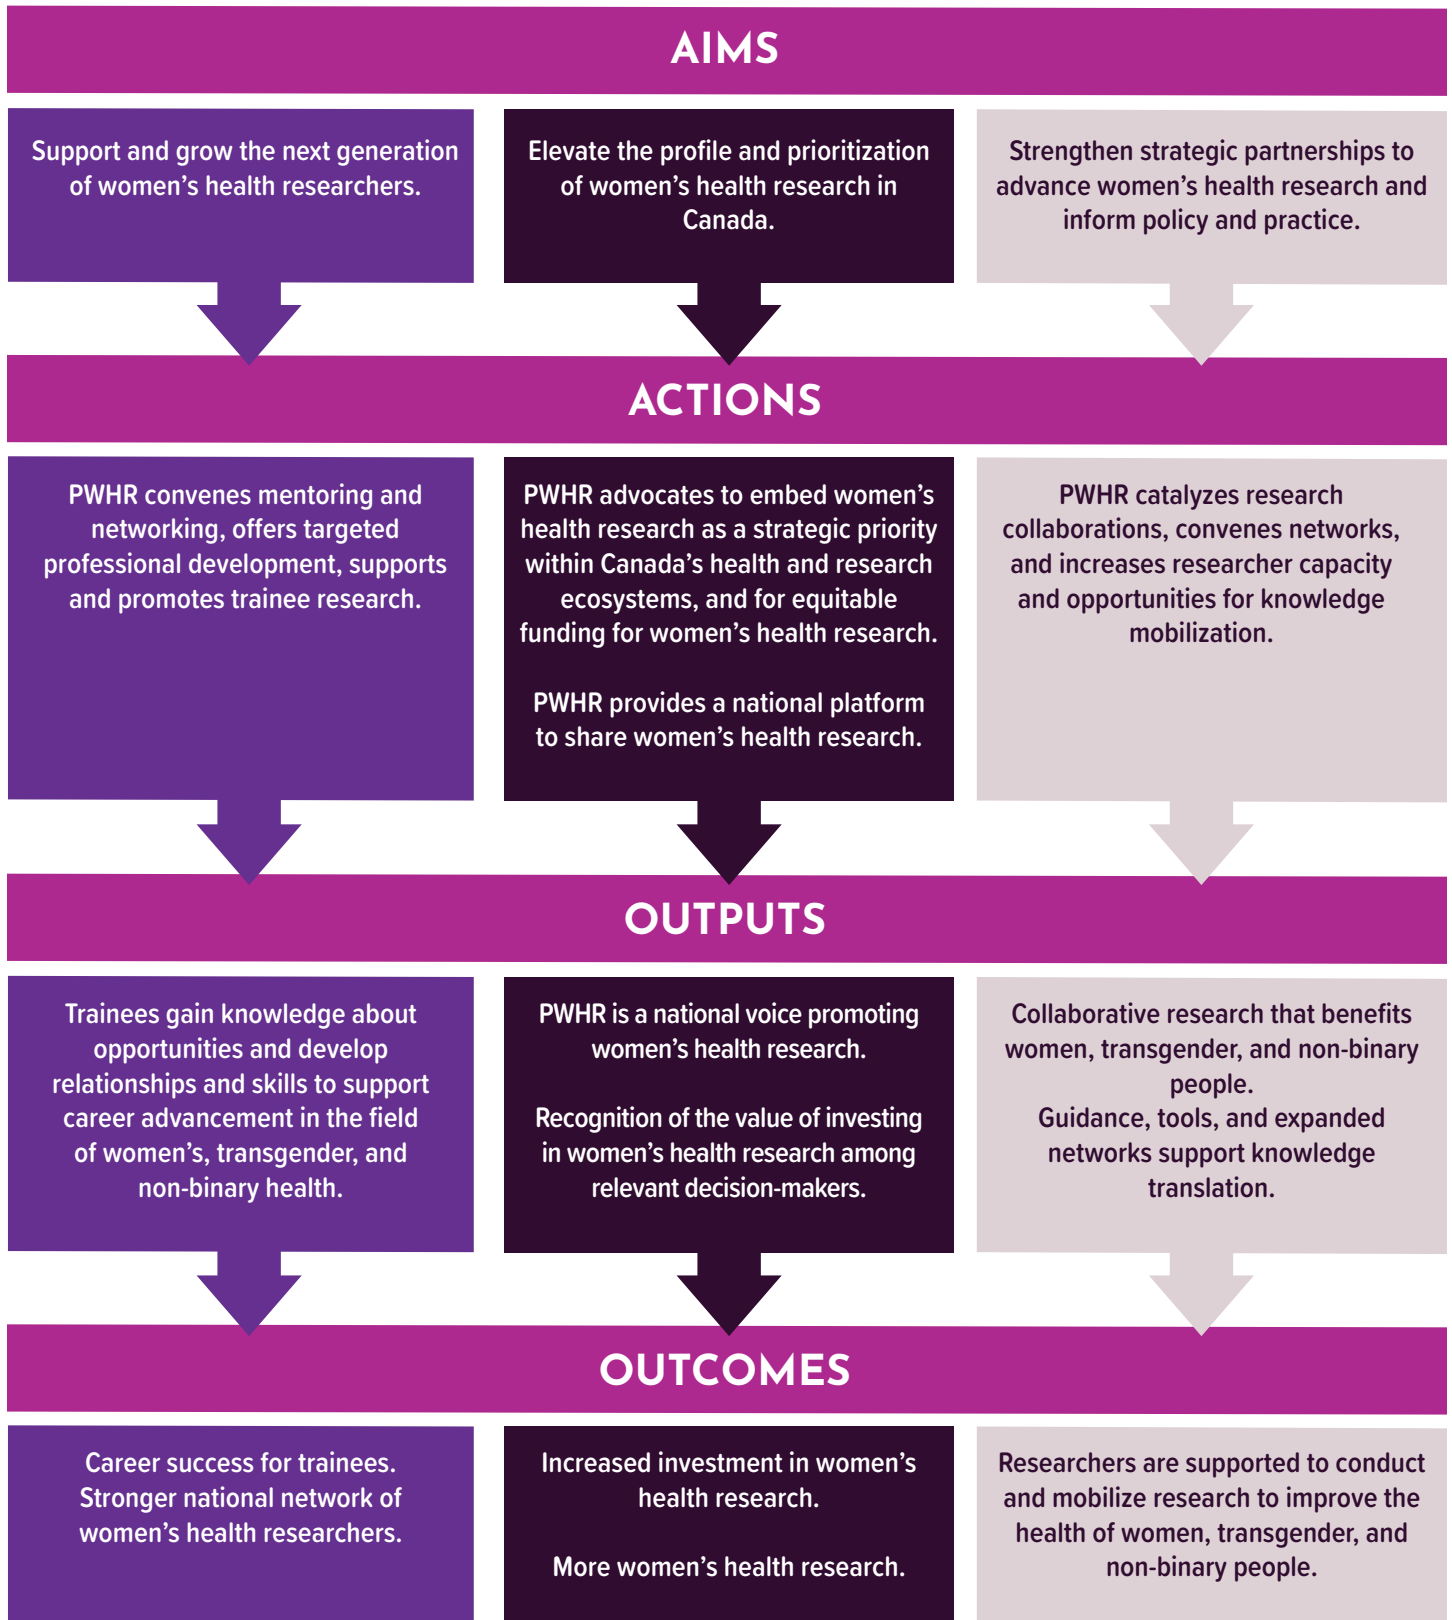 AIMS
Support and grow the next generation
of women’s health researchers.
Elevate the profile and prioritization
of women’s health research in
Canada.
Strengthen strategic partnerships to
advance women’s health research and
inform policy and practice.
ACTIONS
PWHR convenes mentoring and
networking, offers targeted
professional development, supports
and promotes trainee research.
PWHR advocates to embed women’s
health research as a strategic priority
within Canada’s health and research
ecosystems, and for equitable
funding for women’s health research.
PWHR provides a national platform
to share women’s health research.
PWHR catalyzes research
collaborations, convenes networks,
and increases researcher capacity
and opportunities for knowledge
mobilization.
OUTPUTS
Trainees gain knowledge about
opportunities and develop
relationships and skills to support
career advancement in the field
of women’s, transgender, and
non-binary health.
PWHR is a national voice promoting
women’s health research.
Recognition of the value of investing
in women’s health research among
relevant decision-makers.
Collaborative research that benefits
women, transgender, and non-binary
people.
Guidance, tools, and expanded
networks support knowledge
translation.
OUTCOMES
Career success for trainees.
Stronger national network of
women’s health researchers.
Increased investment in women’s
health research.
More women’s health research.
Researchers are supported to conduct
and mobilize research to improve the
health of women, transgender, and
non-binary people.